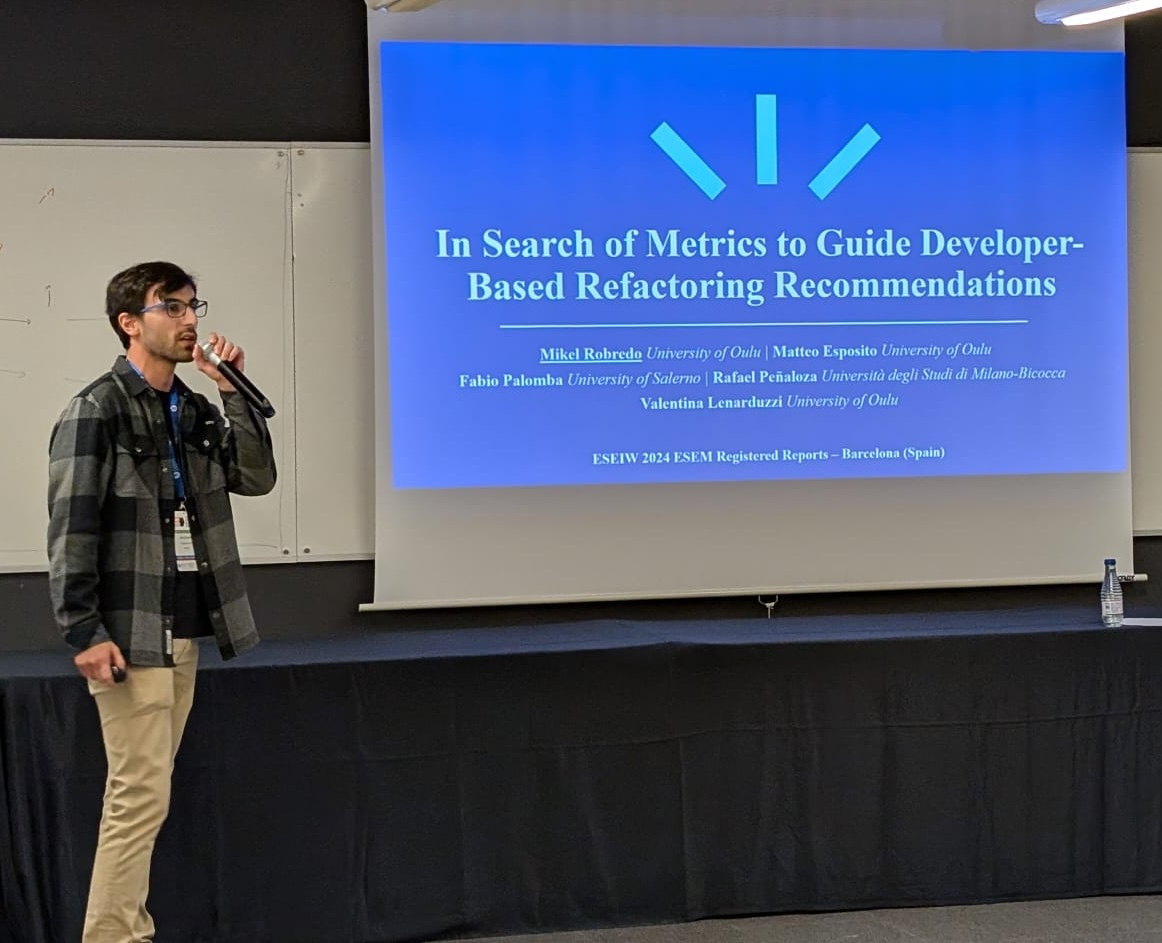 In Search of Metrics to Guide Developer-
Based Refactoring Recommendations
Mikel Robredo University of Oulu | Matteo Esposito University of Oulu
Fabio Palomba University of Salerno | Rafael Peñaloza Università degli Studi di Milano-Bicocca
Valentina Lenarduzzi University of Oulu
ESEIW 2024 ESEM Registered Reports – Barcelona (Spain)